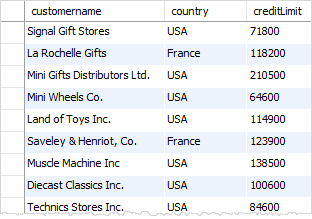 customername country creditLimit
Signal Gift Stores USA 71800
La Rochelle Gifts France 118200
Mini Gifts Distributors Ltd. USA 210500
Mini Wheels Co. USA 64600
Land of Toys Inc. USA 114900
Saveley & Henriot, Co. France 123900
Muscle Machine Inc USA 138500
Diecast Classics Inc. USA 100600
Technics Stores Inc. USA 84600